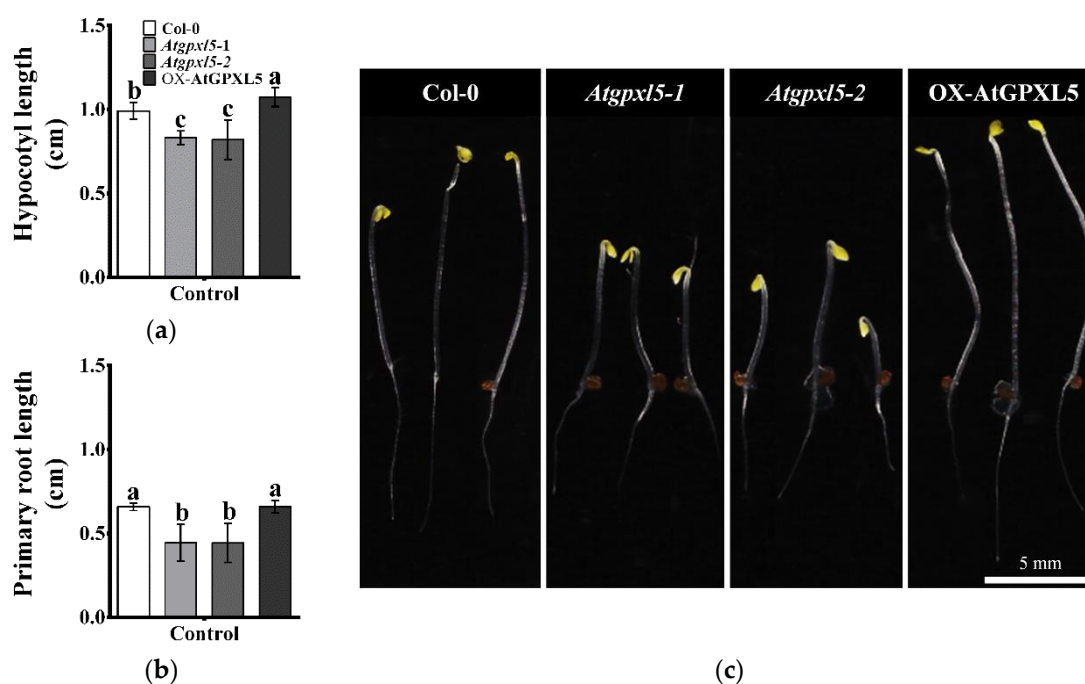 (a)
1.5
1.0
0.5
0.0
Hypocotyl length
(cm)
Col-0
Atgpxl5-1
Atgpxl5-2
OX-AtGPXL5
b
c
c
a
Control
(a)
1.5
1.0
0.5
0.0
Primary root length
(cm)
a
b
b
a
Control
(b)
Col-0
Atgpxl5-1
Atgpxl5-2
OX-AtGPXL5
5 mm
(c)